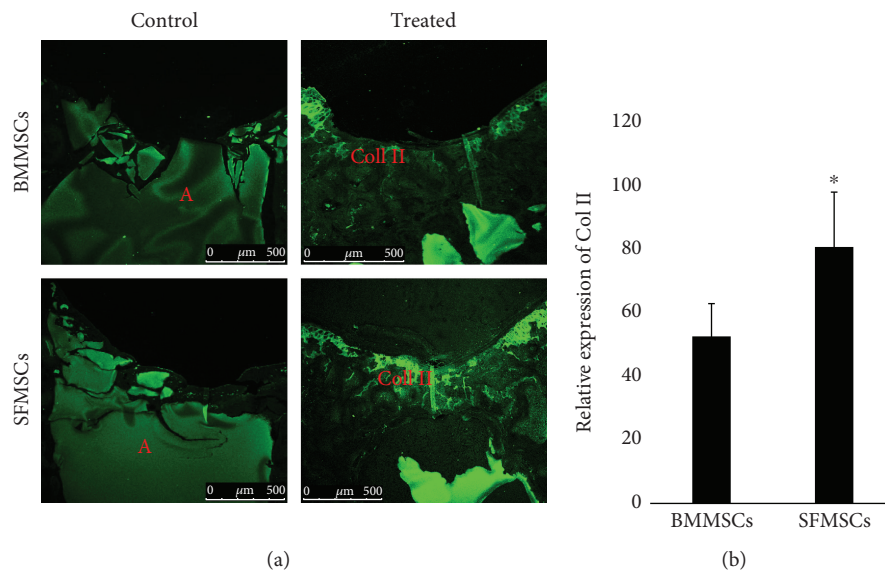 Control
Treated
BMMSCs
A
0 μm 500
Coll II
0 μm 500
SFMSCs
A
0 μm 500
Coll II
0 μm 500
(a)
Relative expression of Col II
120
100
80
60
40
20
0
*
BMMSCs
SFMSCs
(b)